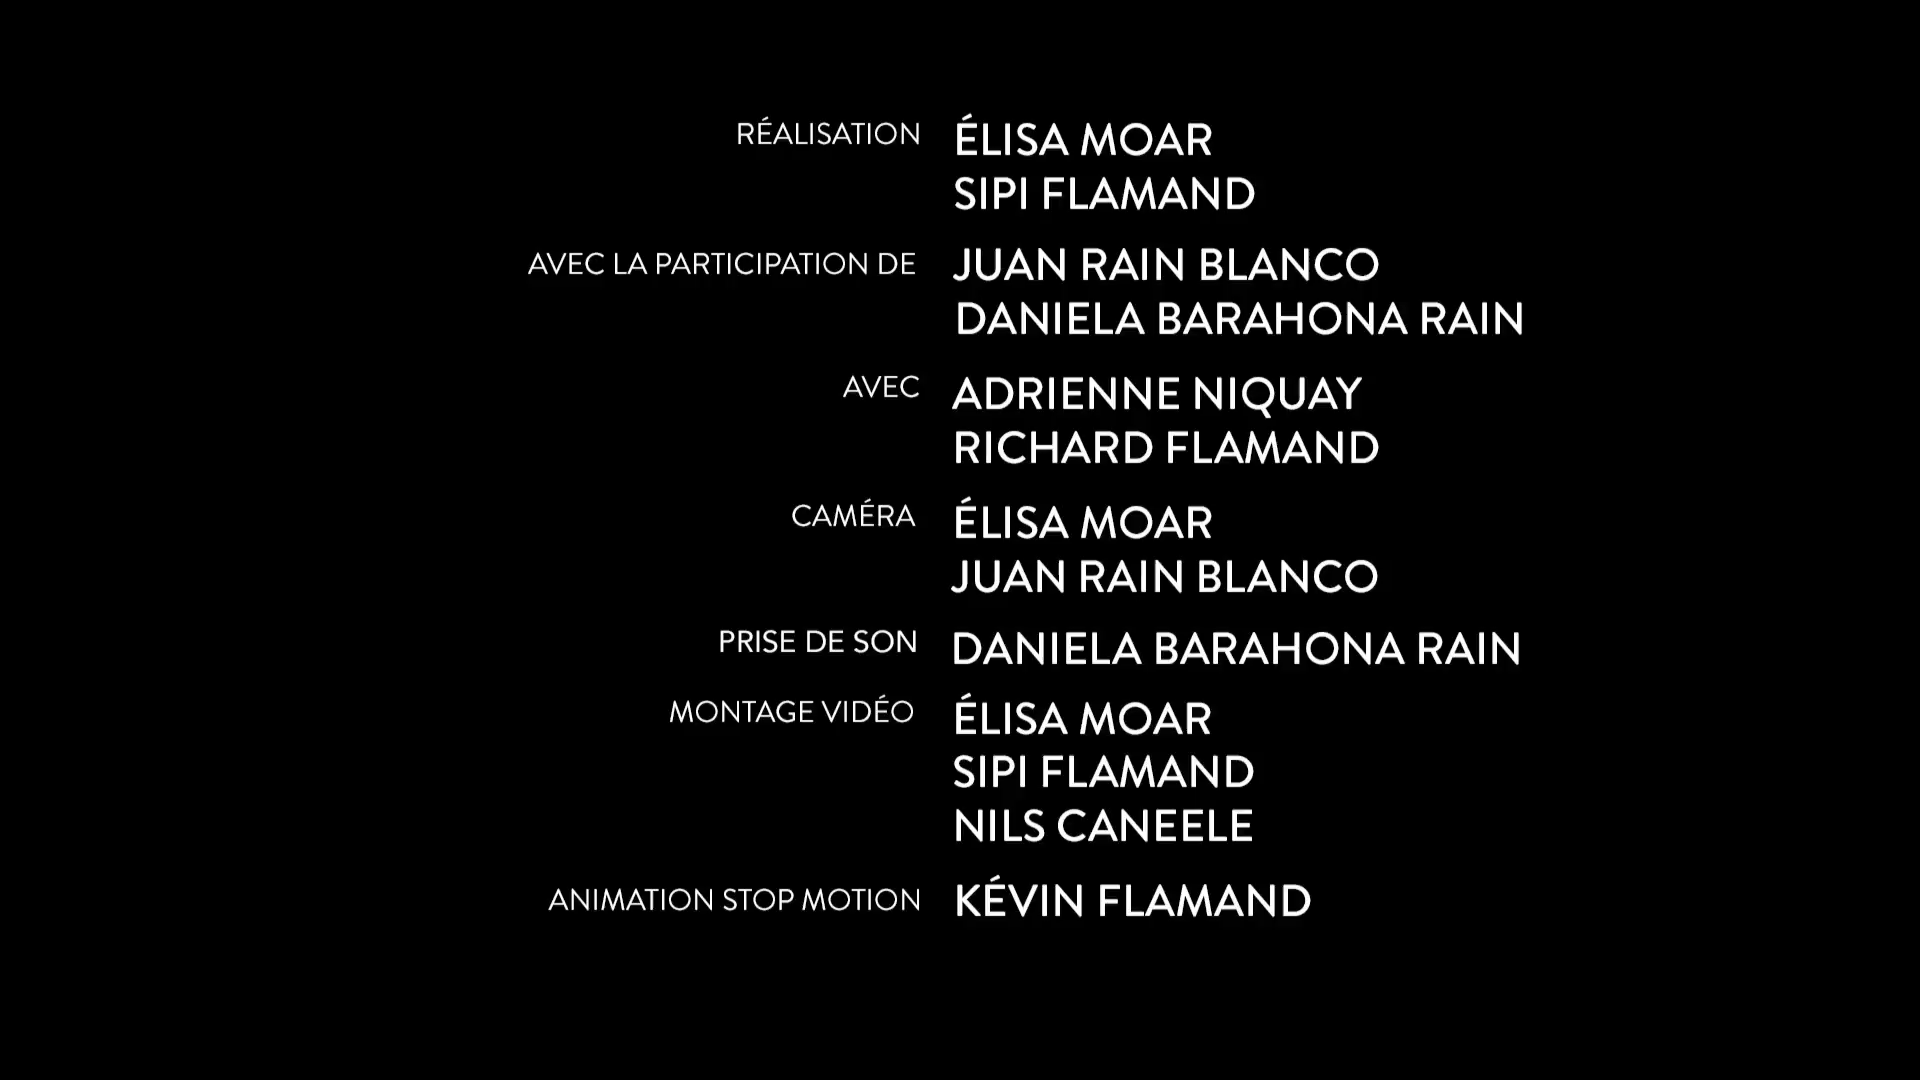 RÉALISATION ÉLISA MOAR
SIPI FLAMAND
AVEC LA PARTICIPATION DE JUAN RAIN BLANCO
DANIELA BARAHONA RAIN
AVEC ADRIENNE NIQUAY
RICHARD FLAMAND
CAMÉRA ÉLISA MOAR
JUAN RAIN BLANCO
PRISE DE SON DANIELA BARAHONA RAIN
MONTAGE VIDÉO ÉLISA MOAR
SIPI FLAMAND
NILS CANEELE
ANIMATION STOP MOTION KÉVIN FLAMAND